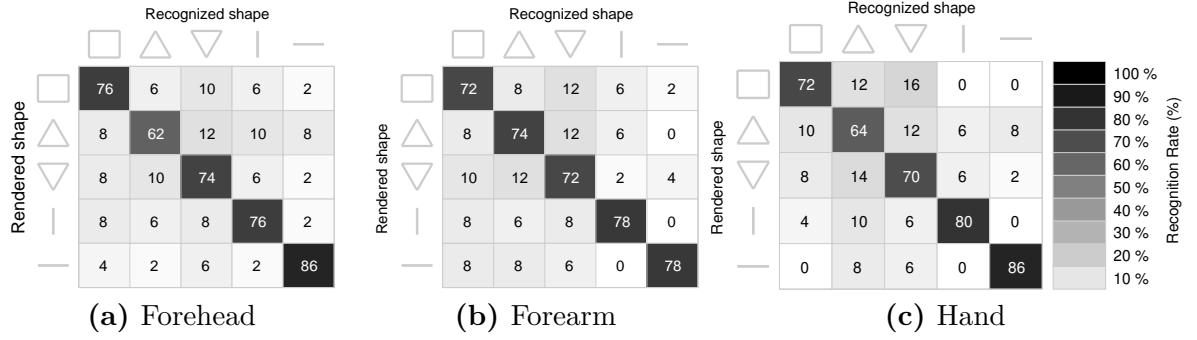 Recognized shape
Recognized shape
Recognized shape
Rendered shape
76 6 10 6 2
8 62 12 10 8
8 10 74 6 2
8 6 8 76 2
4 2 6 2 86
(a) Forehead
Rendered shape
72 8 12 6 2
8 74 12 6 0
10 12 72 2 4
8 6 8 78 0
8 8 6 0 78
(b) Forearm
Rendered shape
72 12 16 0 0
10 64 12 6 8
8 14 70 6 2
4 10 6 80 0
0 8 6 0 86
(c) Hand
100 %
90 %
80 %
70 %
60 %
50 %
40 %
30 %
20 %
10 %
Recognition Rate (%)